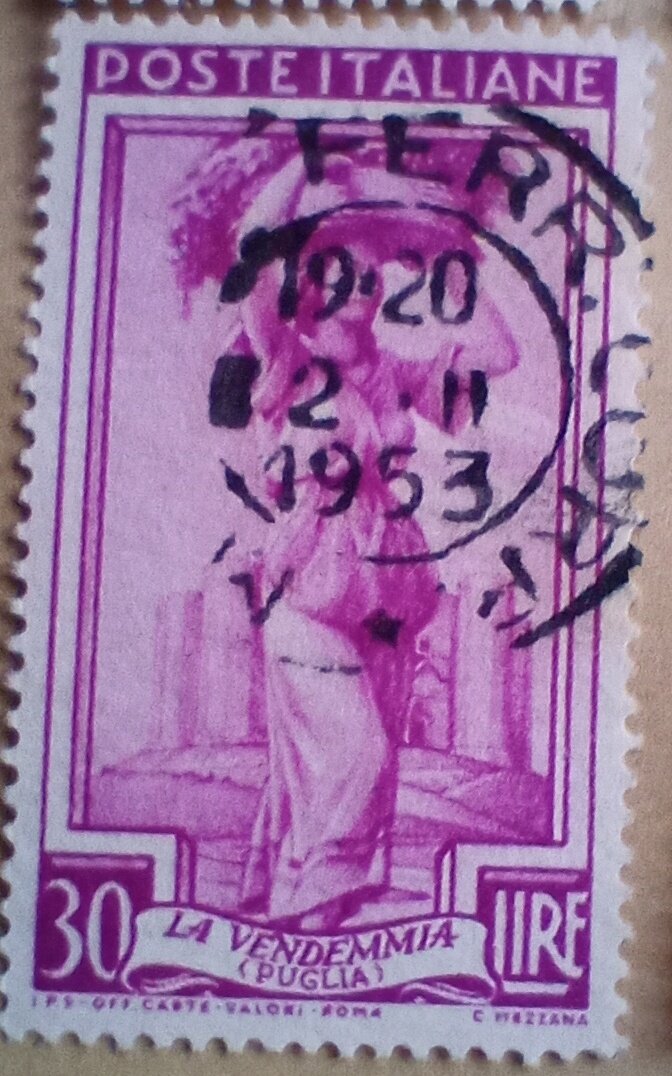 POSTE ITALIANE
FERR.
19·20
2 · II
1953
30 LIRE
LA VENDEMMIA
(PUGLIA)
I.P.S·OFF. CARTE·VALORI·ROMA
C. MEZZANA